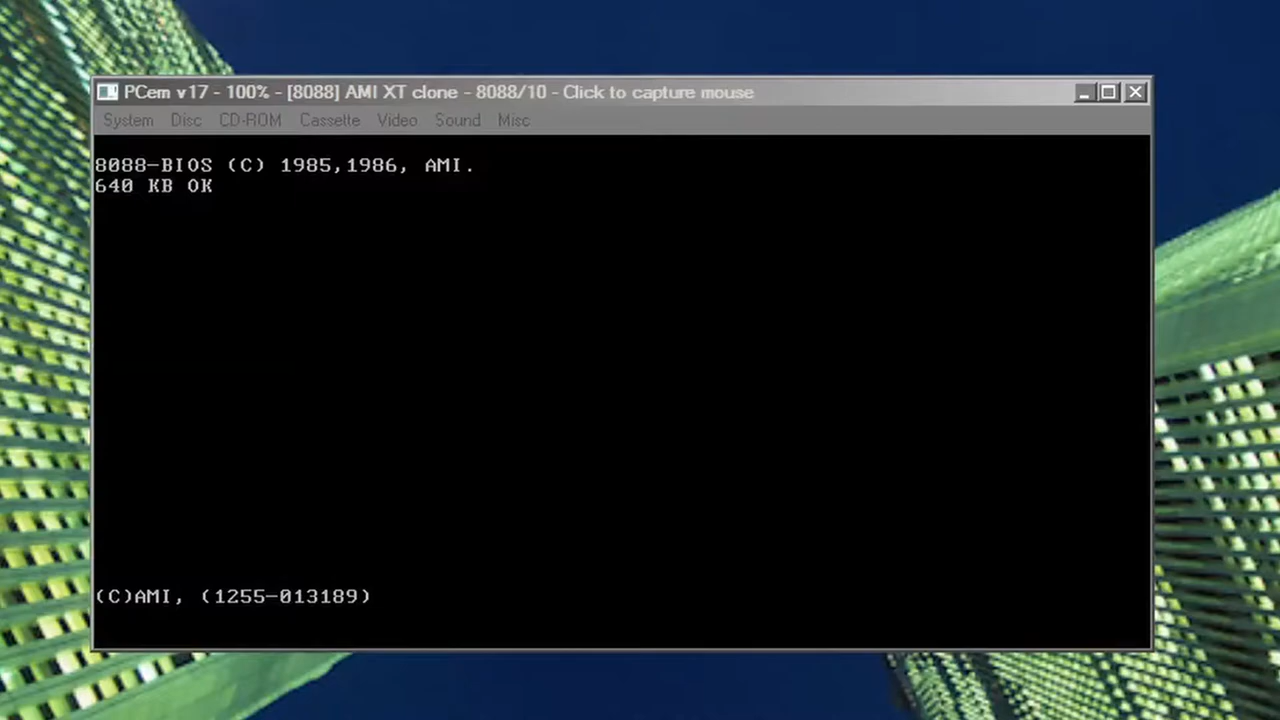 PCem v17 - 100% - [8088] AMI XT clone - 8088/10 - Click to capture mouse
System Disc CD-ROM Cassette Video Sound Misc
8088-BIOS (C) 1985,1986, AMI.
640 KB OK
(C)AMI, (1255-013189)